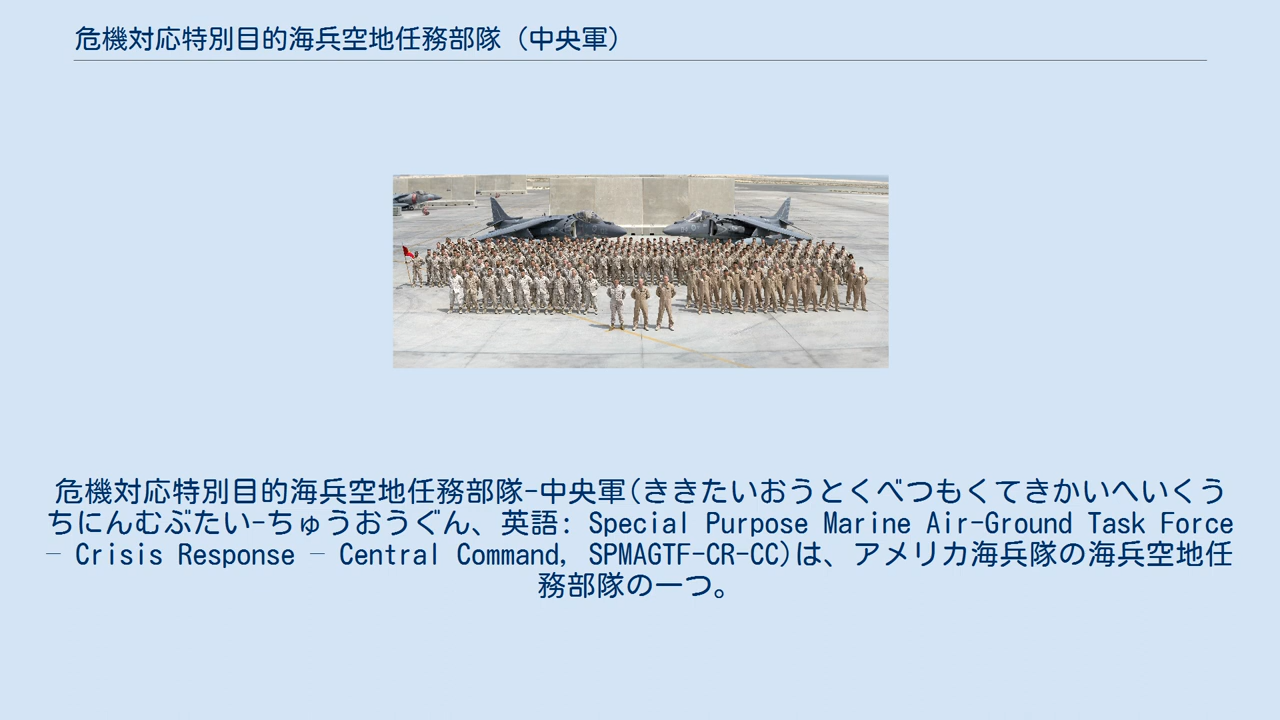 危機対応特別目的海兵空地任務部隊（中央軍）
危機対応特別目的海兵空地任務部隊-中央軍(ききたいおうとくべつもくてきかいへいくう
ちにんむぶたい-ちゅうおうぐん、英語: Special Purpose Marine Air-Ground Task Force
– Crisis Response – Central Command, SPMAGTF-CR-CC)は、アメリカ海兵隊の海兵空地任
務部隊の一つ。